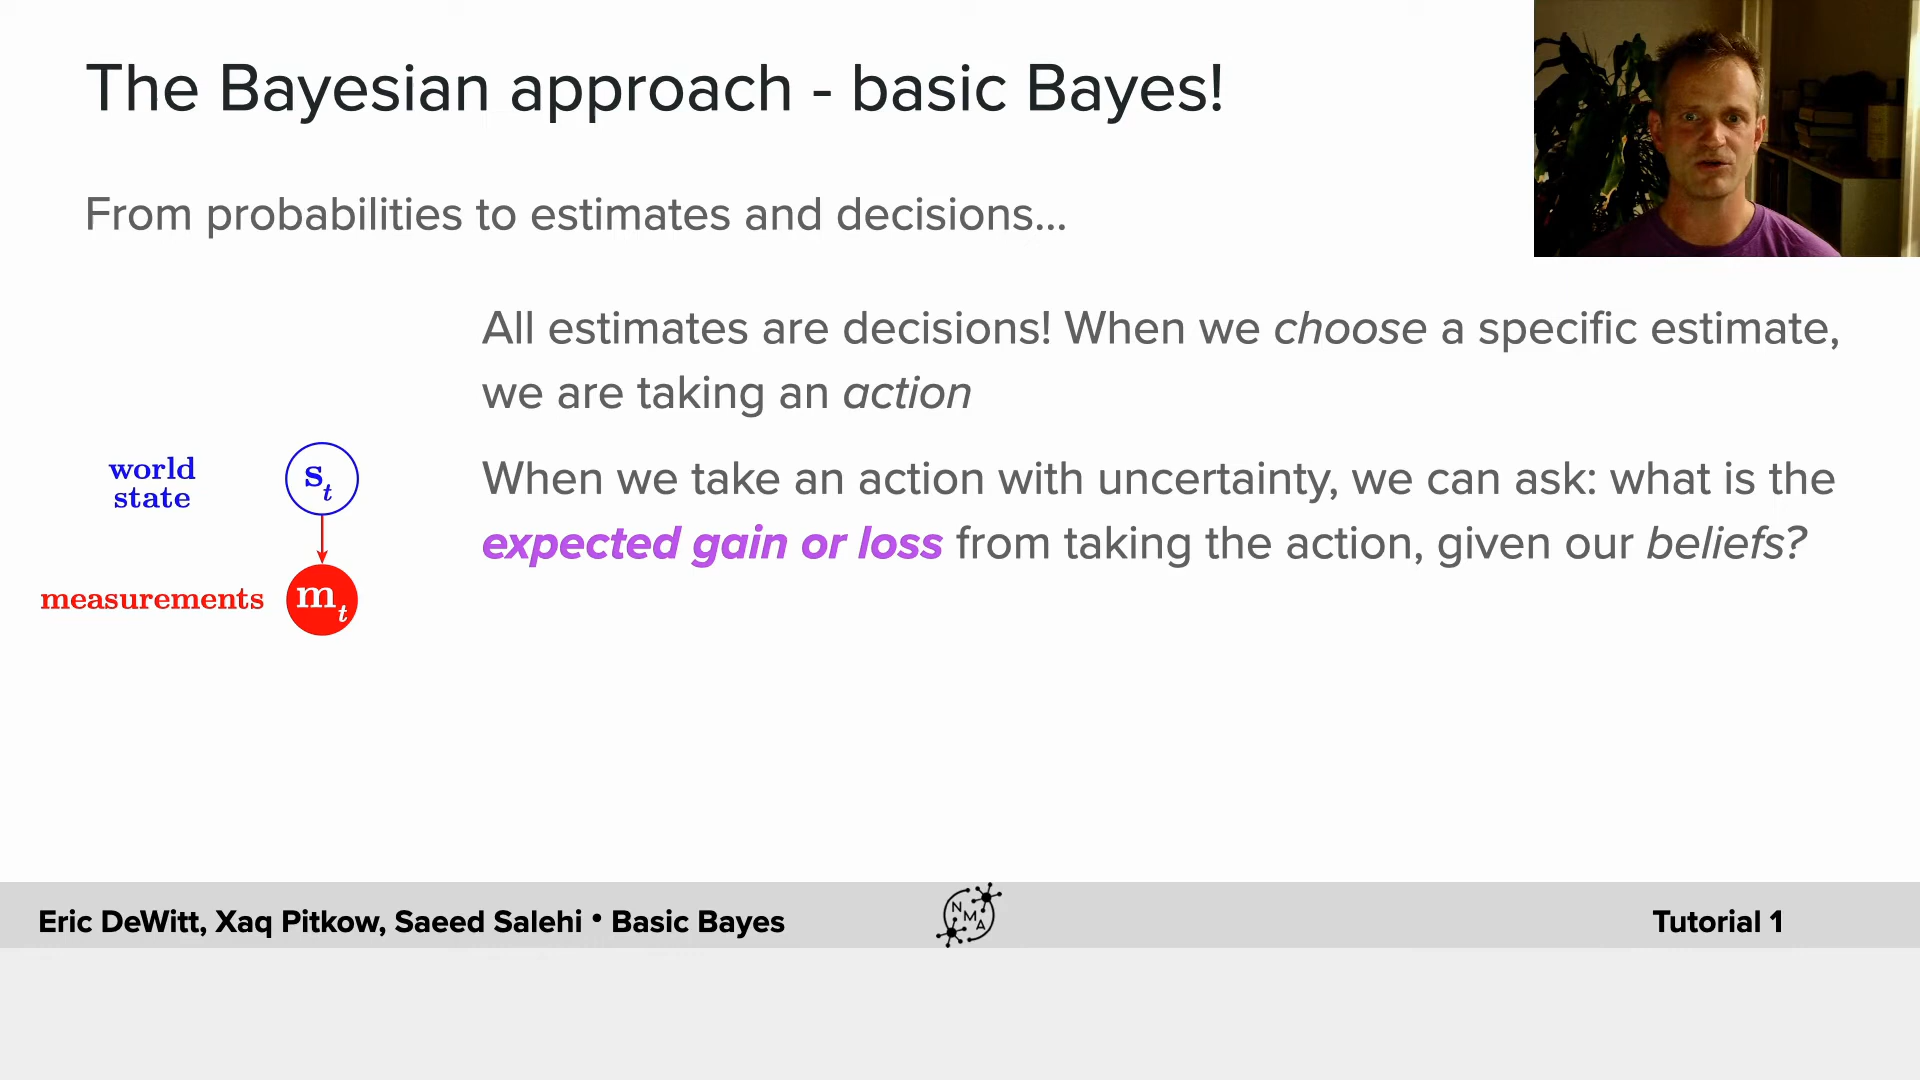 The Bayesian approach - basic Bayes!
From probabilities to estimates and decisions...
All estimates are decisions! When we choose a specific estimate,
we are taking an action
When we take an action with uncertainty, we can ask: what is the
expected gain or loss from taking the action, given our beliefs?
world
state
s_t
measurements
m_t
Eric DeWitt, Xaq Pitkow, Saeed Salehi • Basic Bayes
N
M
A
Tutorial 1